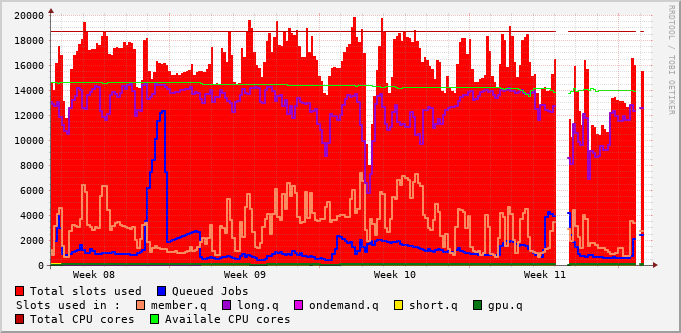 20000
18000
16000
14000
12000
10000
8000
6000
4000
2000
0
Week 08 Week 09 Week 10 Week 11
Total slots used Queued Jobs
Slots used in : member.q long.q ondemand.q short.q gpu.q
Total CPU cores Availale CPU cores
RRDTOOL / TOBI OETIKER